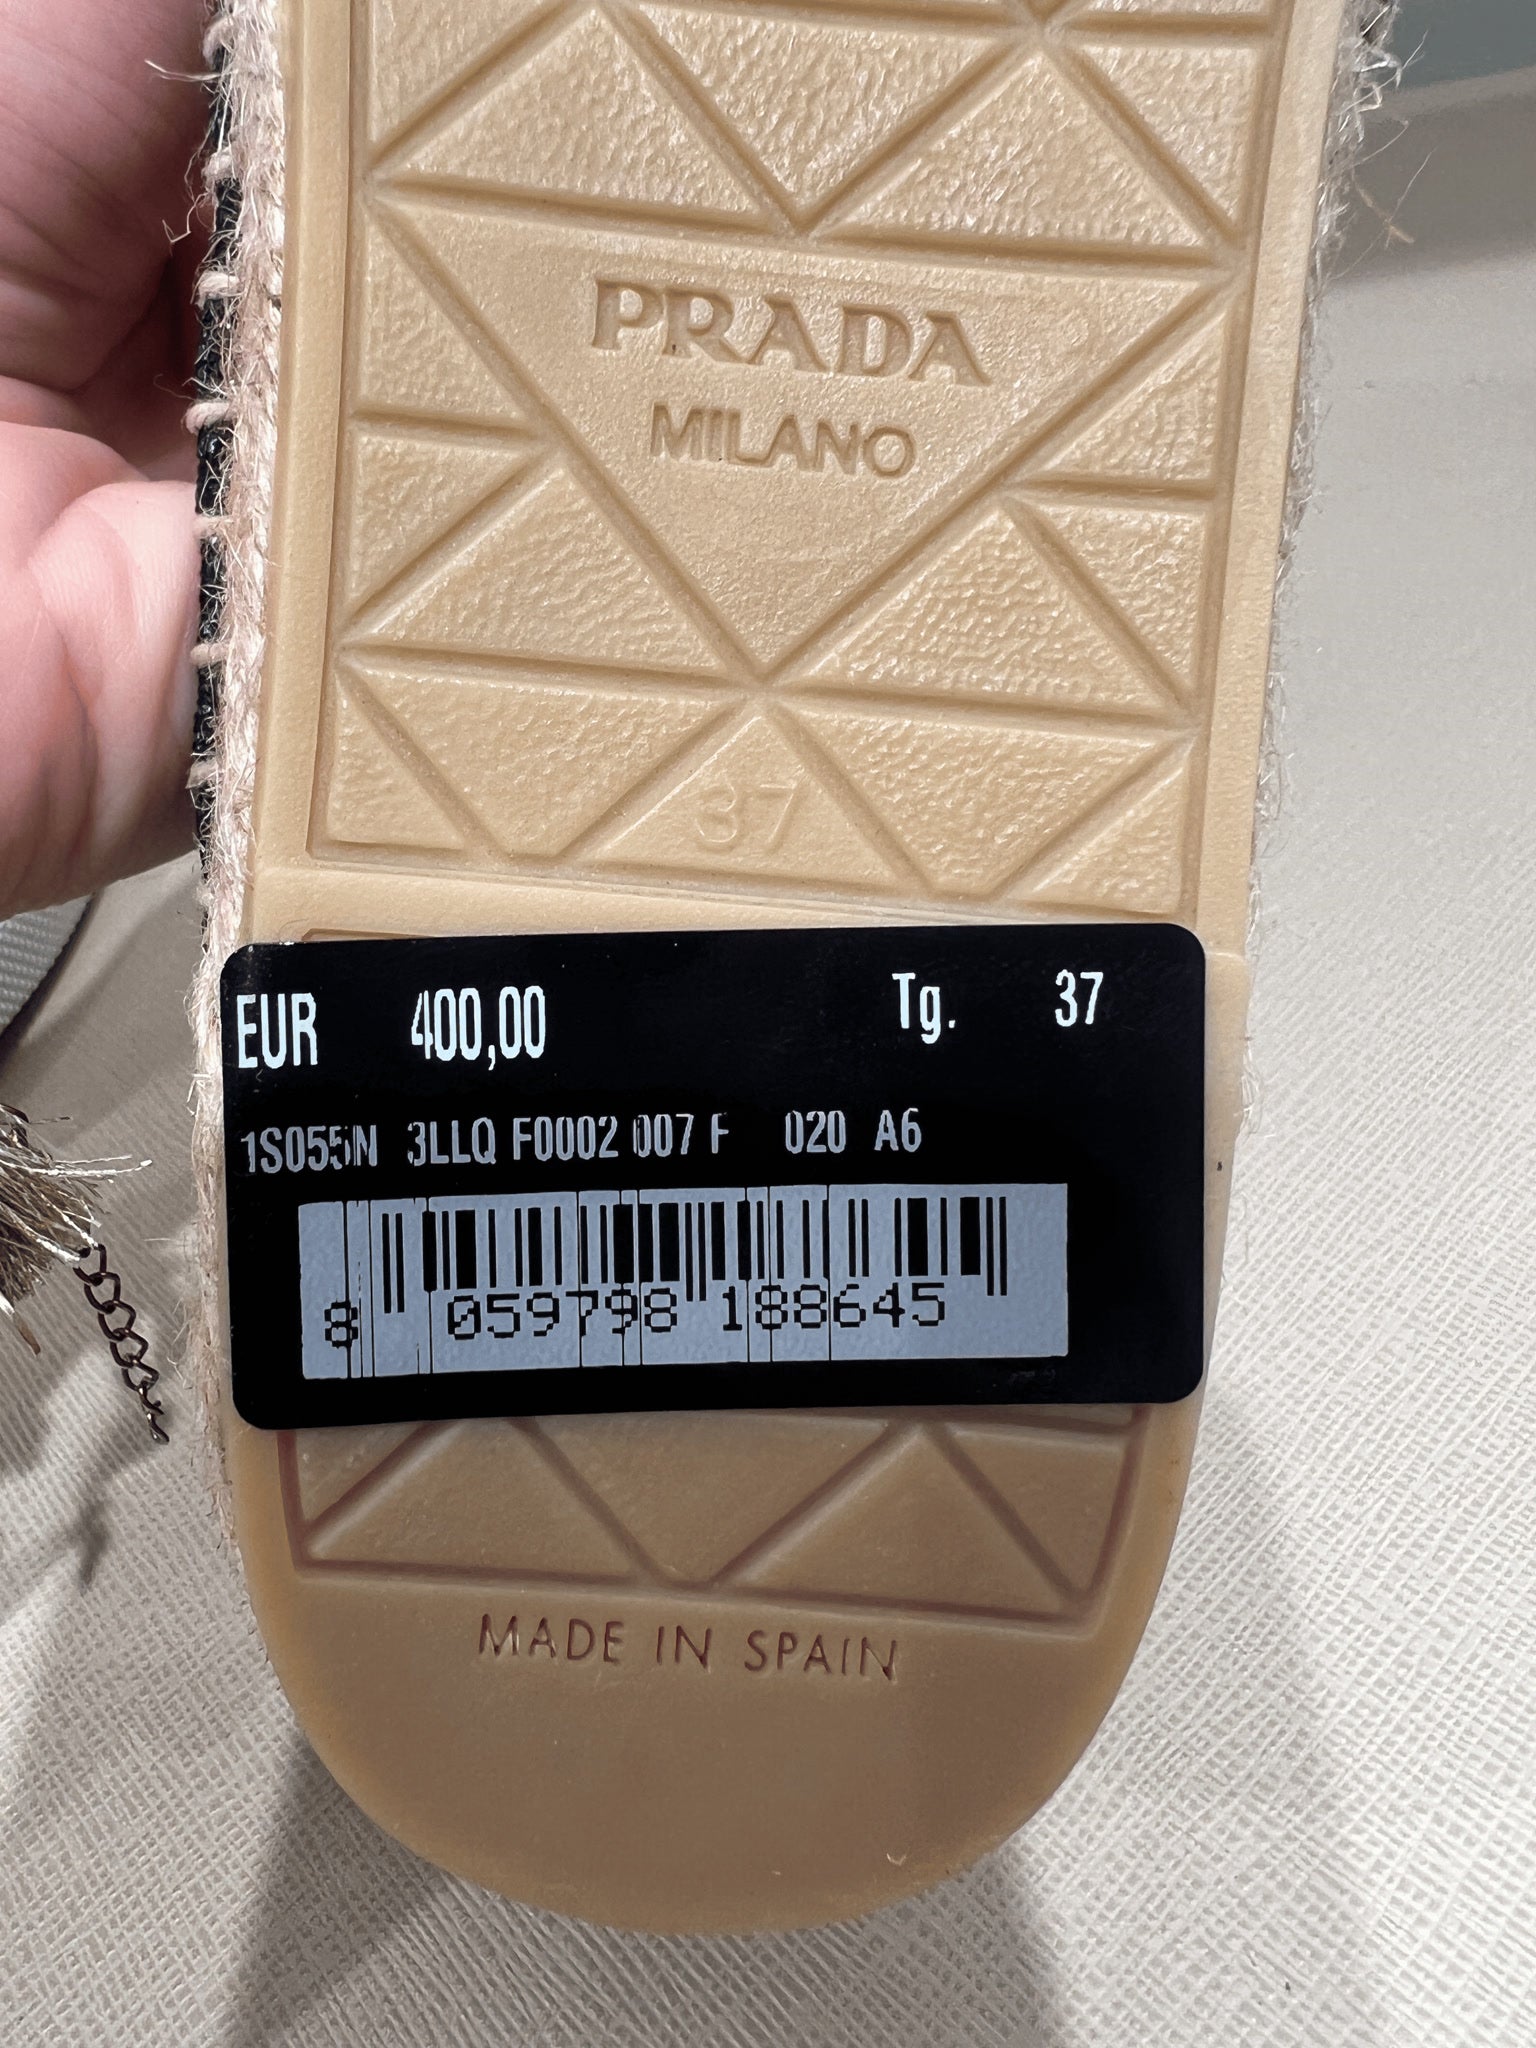 PRADA
MILANO
37
EUR 400,00 Tg. 37
1S055N 3LLQ F0002 007 F 020 A6
8 059798 188645
MADE IN SPAIN